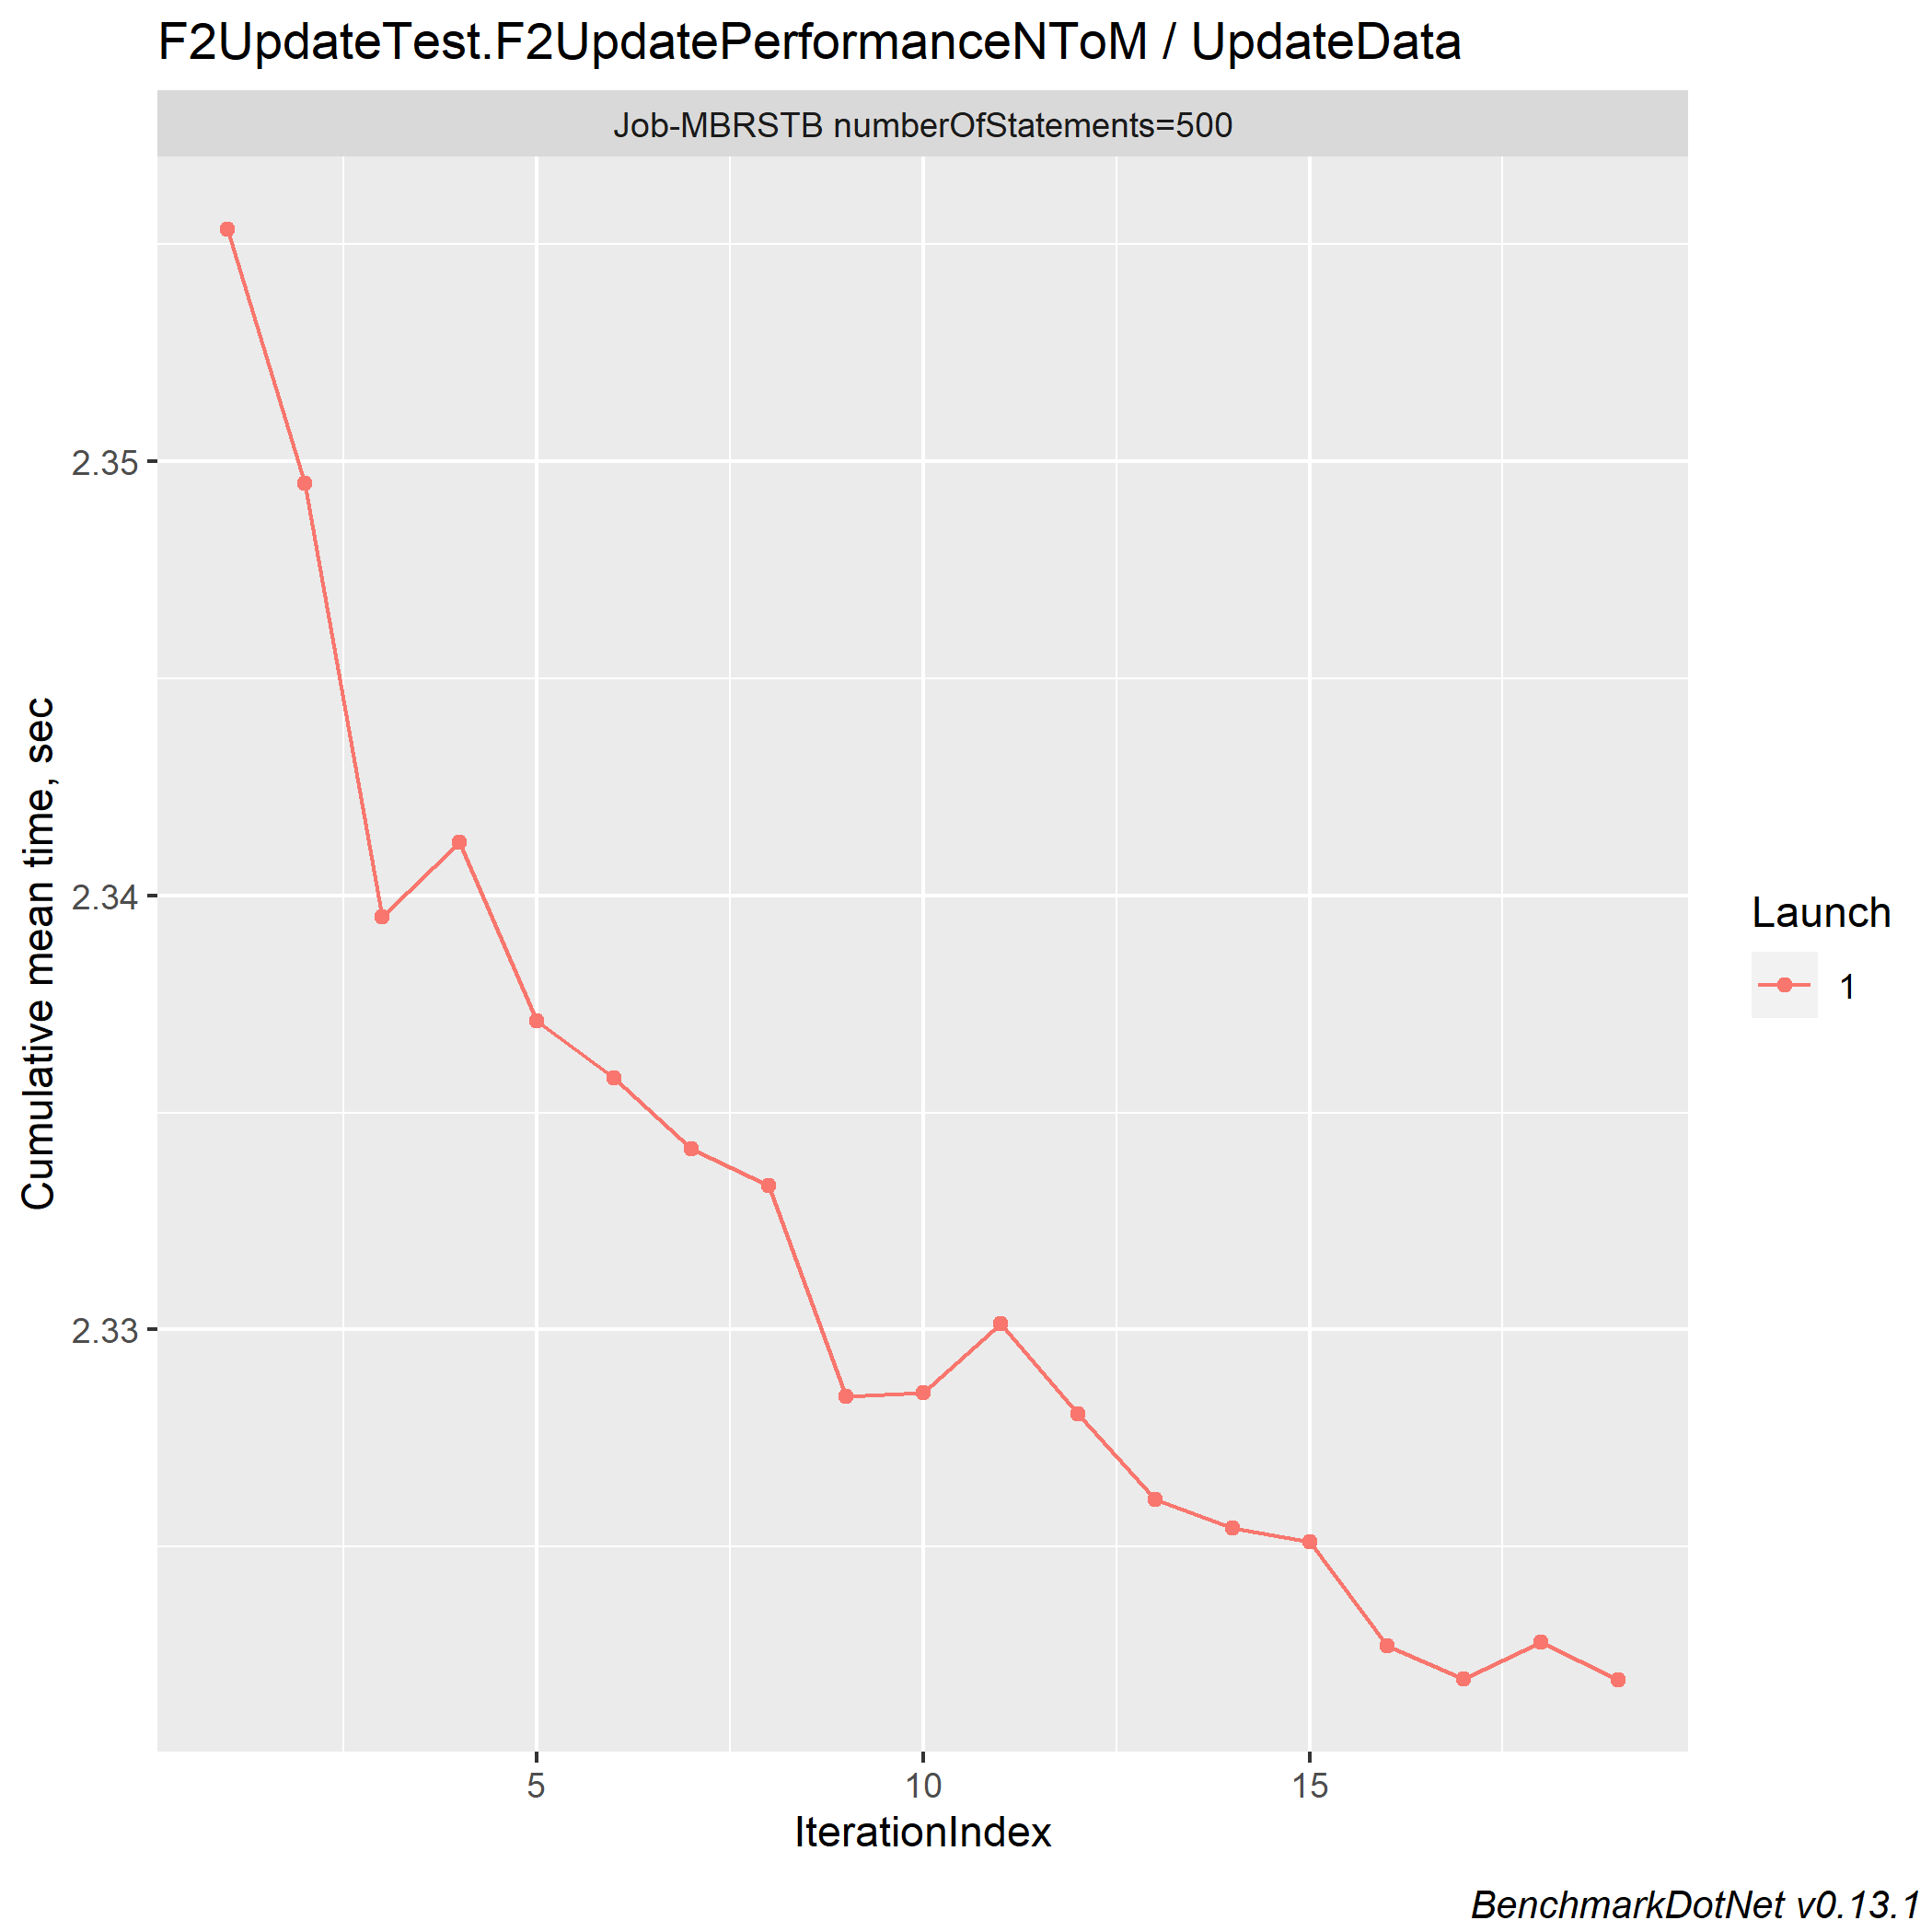 F2UpdateTest.F2UpdatePerformanceNToM / UpdateData
Job-MBRSTB numberOfStatements=500
Cumulative mean time, sec
2.35
2.34
2.33
5
10
15
IterationIndex
Launch
1
BenchmarkDotNet v0.13.1